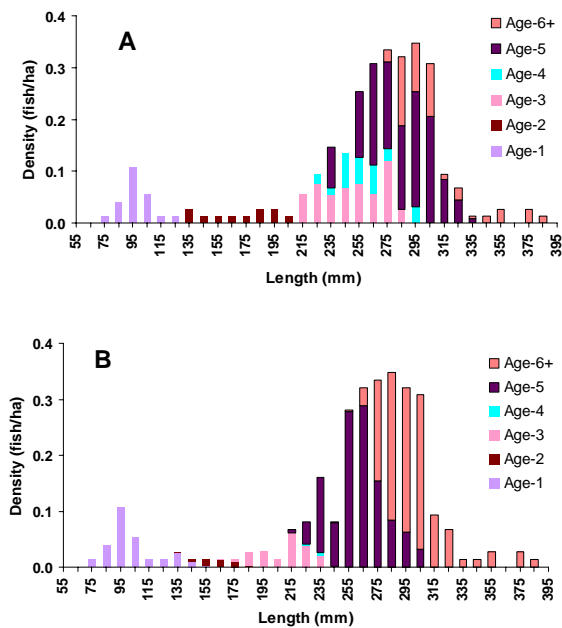 A
Density (fish/ha)
0.4
0.3
0.2
0.1
0.0
55 75 95 115 135 155 175 195 215 235 255 275 295 315 335 355 375 395
Length (mm)
Age-6+
Age-5
Age-4
Age-3
Age-2
Age-1
B
Density (fish/ha)
0.4
0.3
0.2
0.1
0.0
55 75 95 115 135 155 175 195 215 235 255 275 295 315 335 355 375 395
Length (mm)
Age-6+
Age-5
Age-4
Age-3
Age-2
Age-1